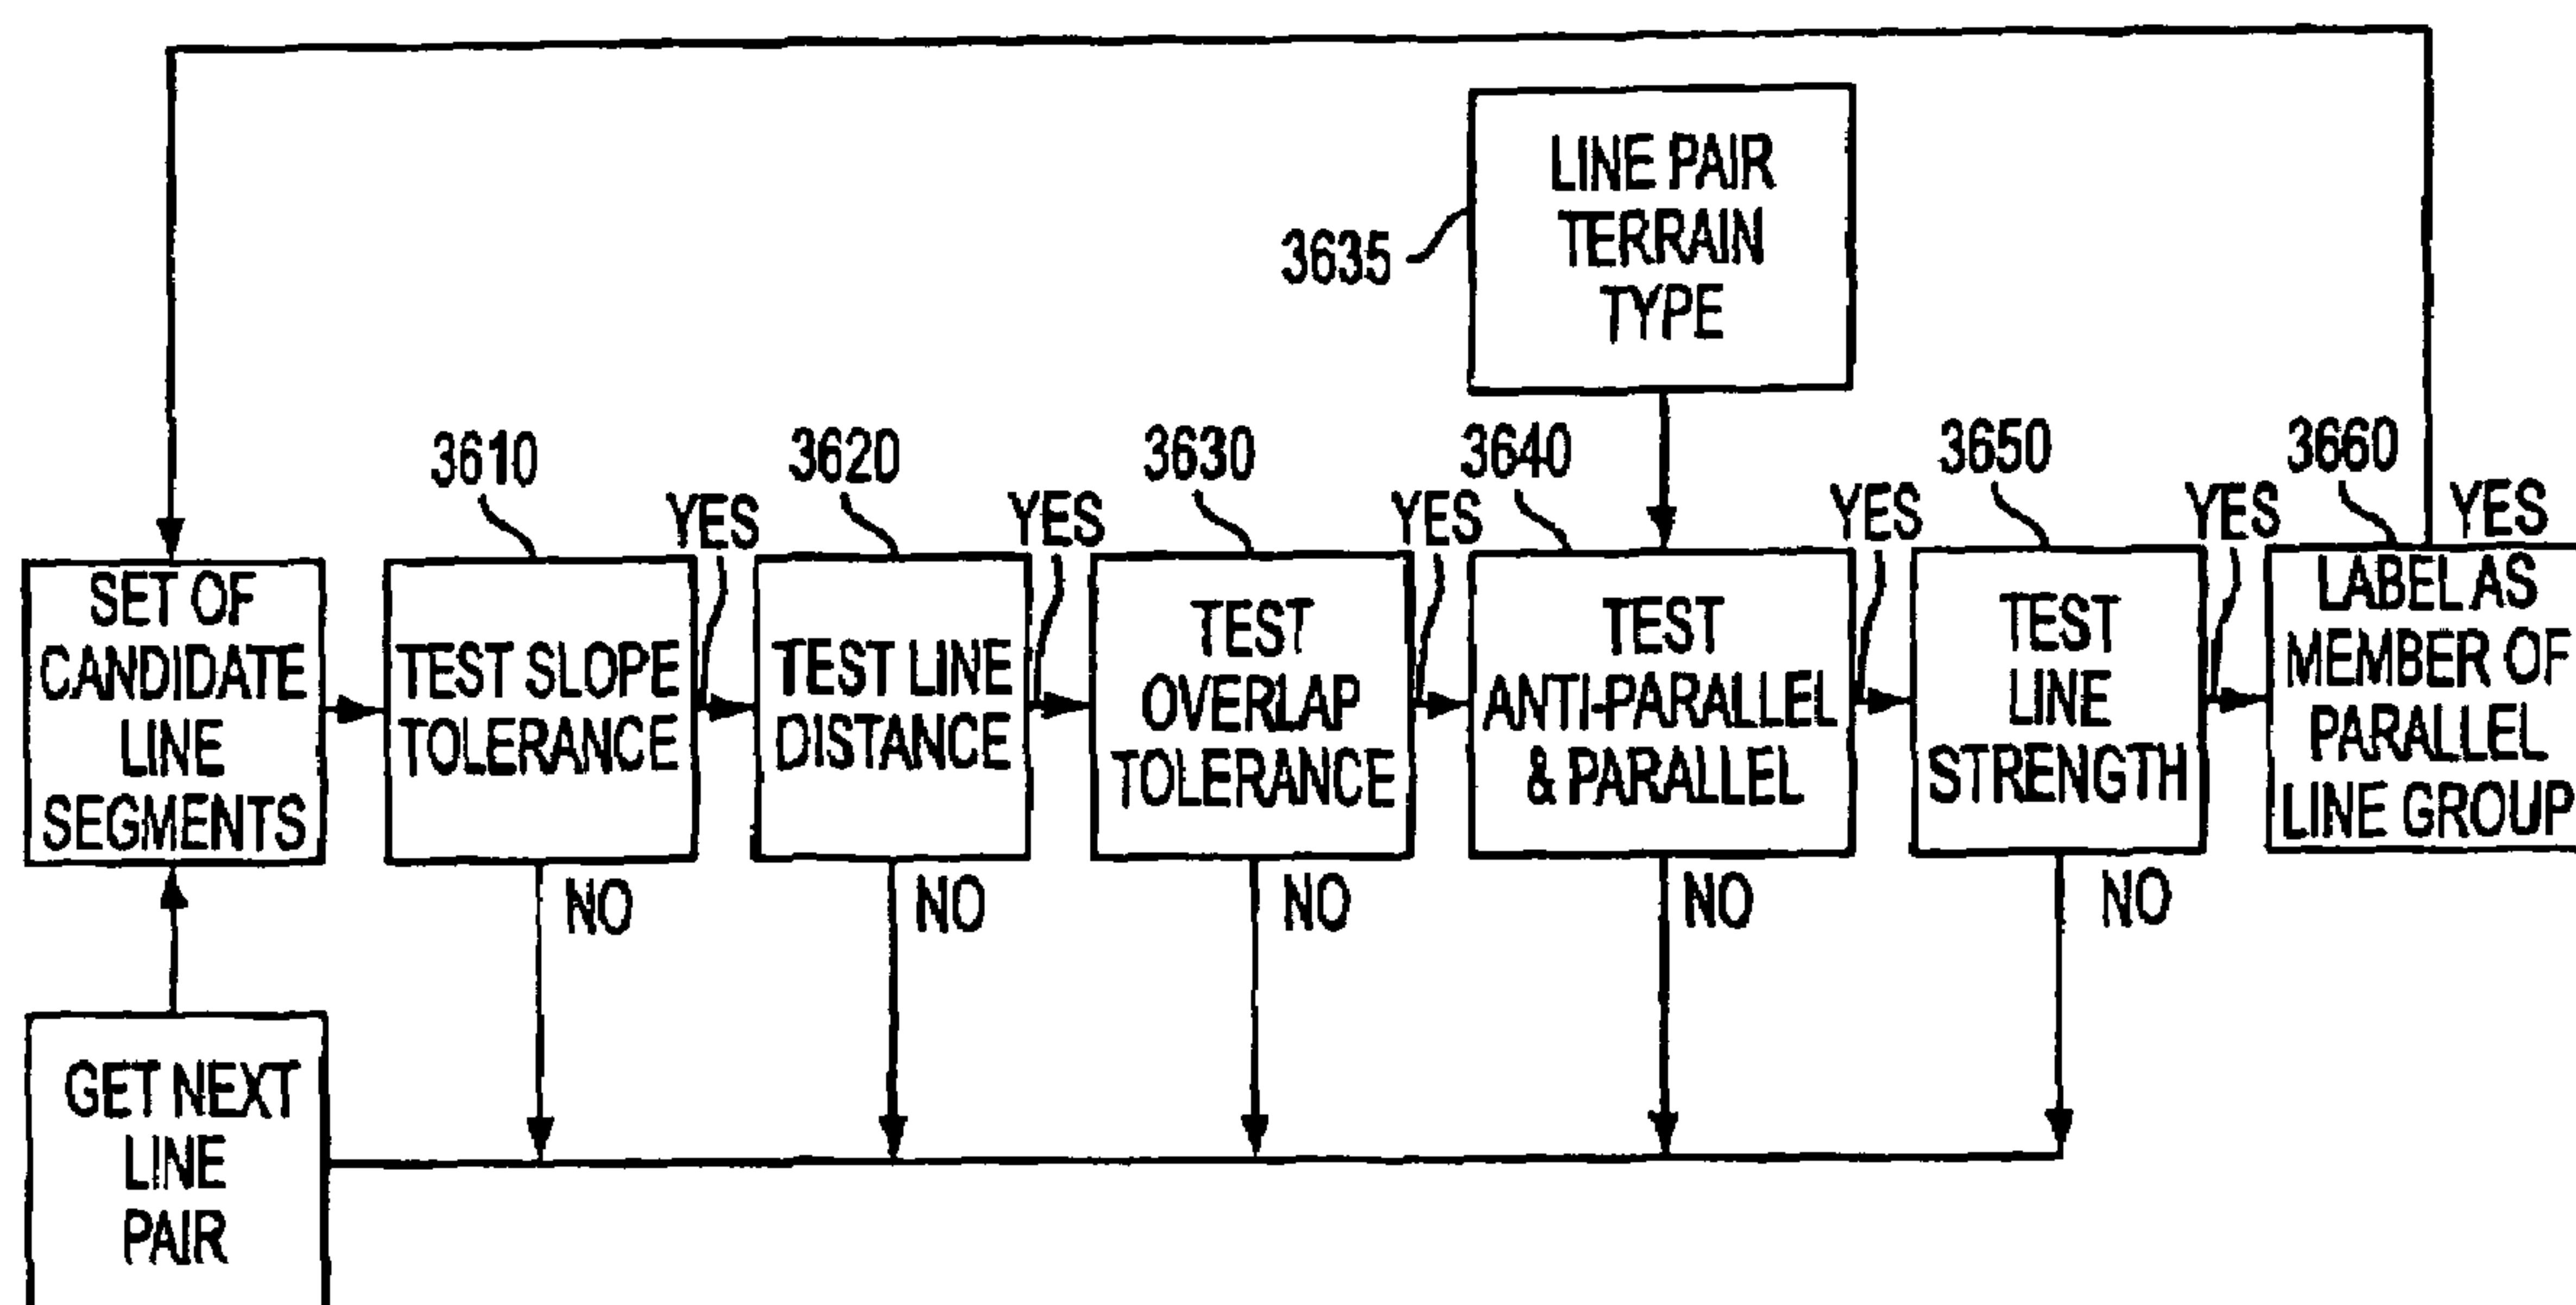 LINE PAIR
TERRAIN
TYPE
3635
3610
YES
3620
YES
3630
YES
3640
YES
3650
YES
3660
YES
SET OF
CANDIDATE
LINE
SEGMENTS
TEST SLOPE
TOLERANCE
TEST LINE
DISTANCE
TEST
OVERLAP
TOLERANCE
TEST
ANTI-PARALLEL
& PARALLEL
TEST
LINE
STRENGTH
LABEL AS
MEMBER OF
PARALLEL
LINE GROUP
NO
NO
NO
NO
NO
GET NEXT
LINE
PAIR